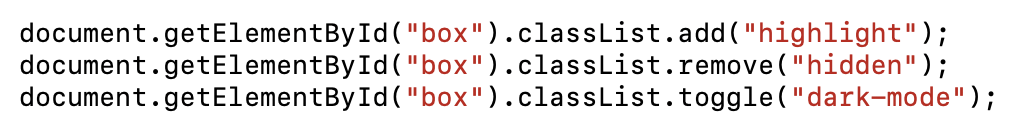 document.getElementById("box").classList.add("highlight");
document.getElementById("box").classList.remove("hidden");
document.getElementById("box").classList.toggle("dark-mode");